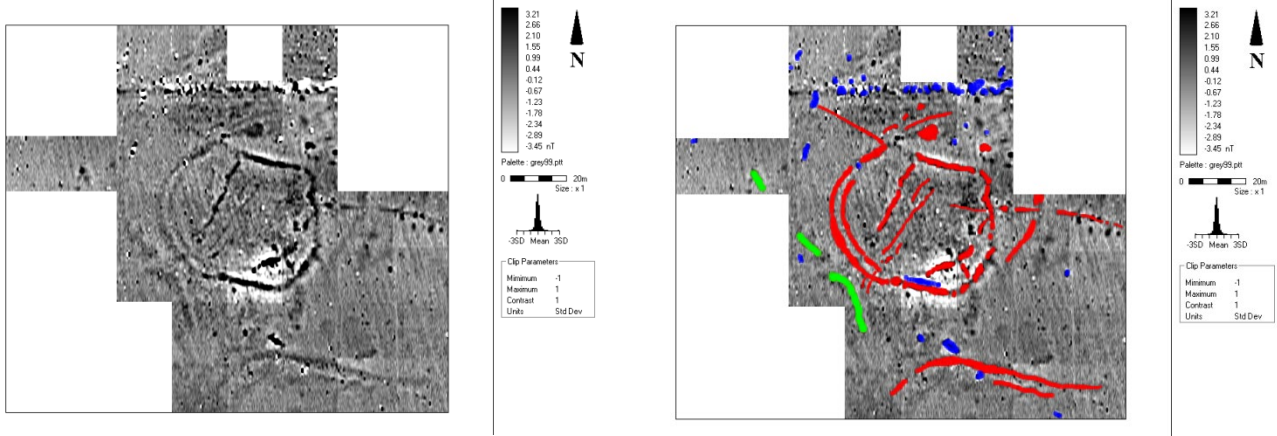 3.21
2.66
2.10
1.55
0.99
0.44
-0.12
-0.67
-1.23
-1.78
-2.34
-2.89
-3.45 nT
N
Palette : grey99.ptt
0 20m
Size : x 1
-3SD Mean 3SD
Clip Parameters
Minimum -1
Maximum 1
Contrast 1
Units Std Dev
3.21
2.66
2.10
1.55
0.99
0.44
-0.12
-0.67
-1.23
-1.78
-2.34
-2.89
-3.45 nT
N
Palette : grey99.ptt
0 20m
Size : x 1
-3SD Mean 3SD
Clip Parameters
Minimum -1
Maximum 1
Contrast 1
Units Std Dev